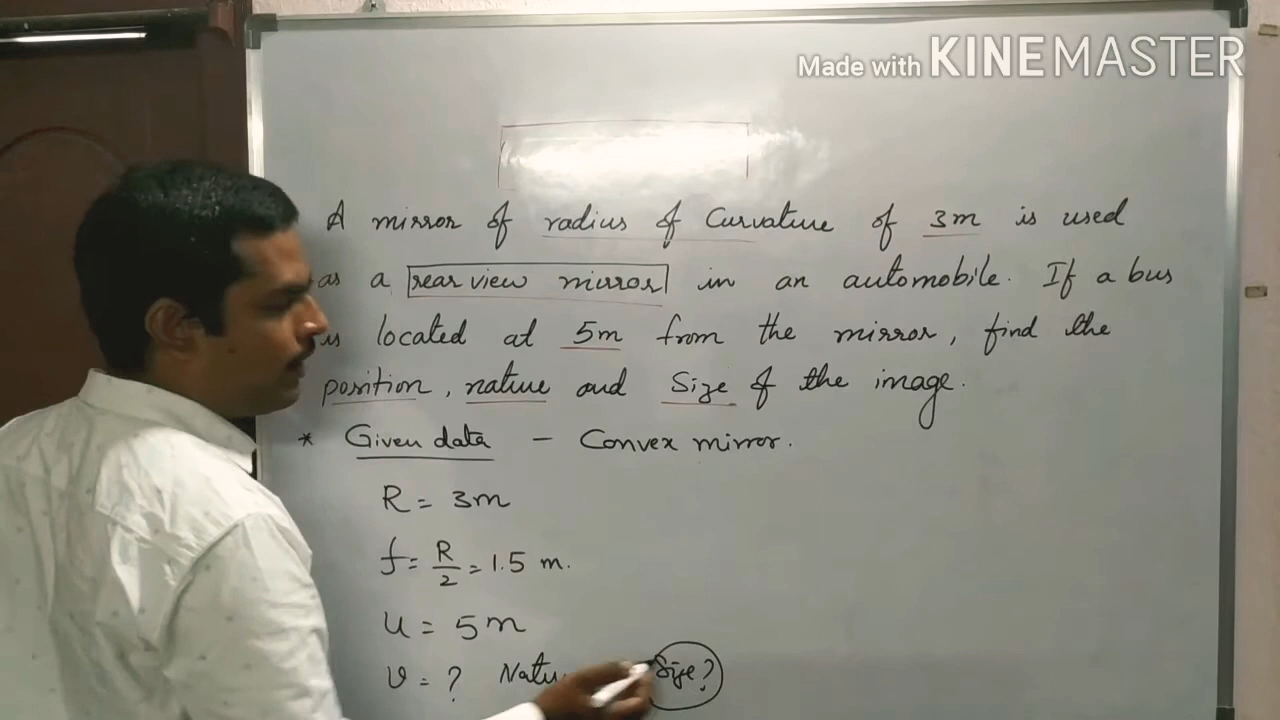 Made with KINEMASTER
A mirror of radius of Curvature of 3m is used
as a rear view mirror in an automobile. If a bus
is located at 5m from the mirror, find the
position, nature and Size of the image.
* Given data - Convex mirror.
R = 3m
f = R/2 = 1.5 m.
u = 5m
v = ? Size?